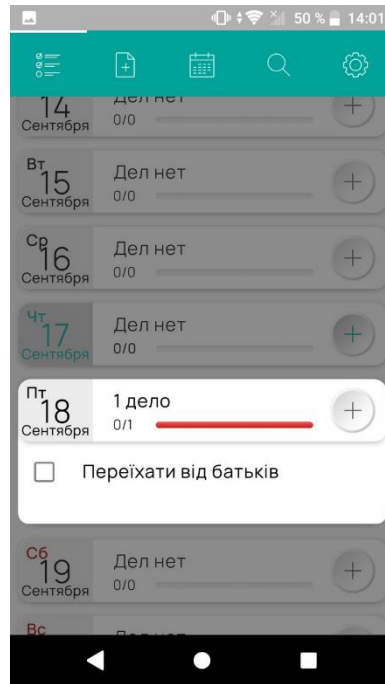 50 % 14:01
14 Дел нет
Сентября 0/0
Вт
15 Дел нет
Сентября 0/0
Ср
16 Дел нет
Сентября 0/0
Чт
17 Дел нет
Сентября 0/0
Пт
18 1 дело
Сентября 0/1
Переїхати від батьків
Сб
19 Дел нет
Сентября 0/0
Вс